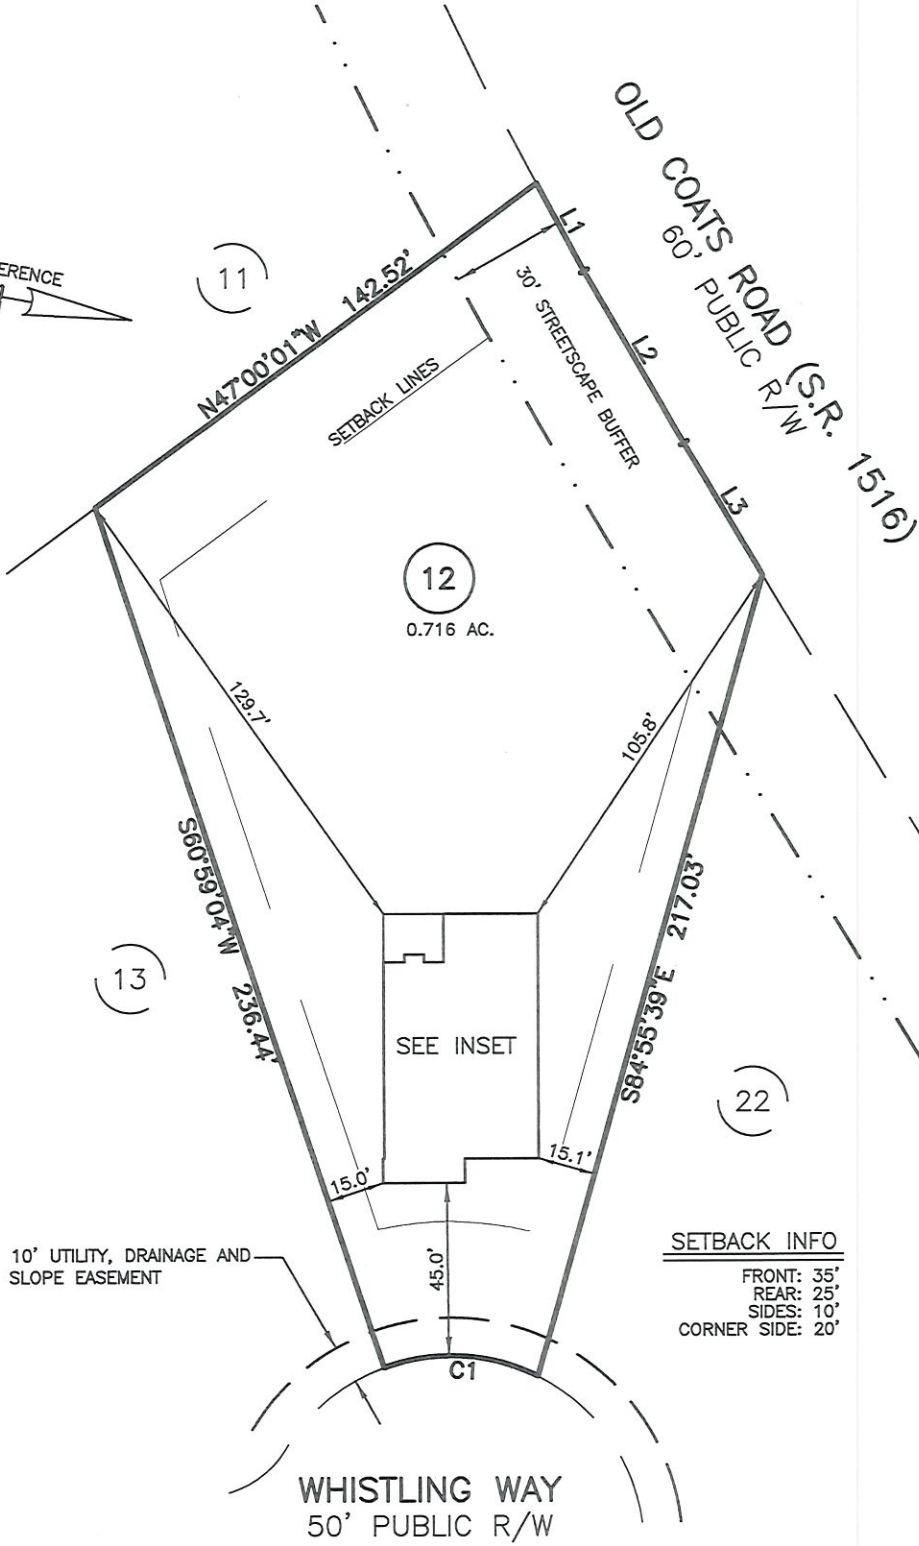 OLD COATS ROAD (S.R. 1516)
60' PUBLIC R/W
L1
11
142.52'
N47°00'01"W
30' STREETSCAPE BUFFER
L2
SETBACK LINES
L3
12
0.716 AC.
129.7'
105.8'
S60°59'04"W
236.44'
S84°55'39"E 217.03'
13
SEE INSET
22
15.0'
15.1'
10' UTILITY, DRAINAGE AND
SLOPE EASEMENT
45.0'
SETBACK INFO
FRONT: 35'
REAR: 25'
SIDES: 10'
CORNER SIDE: 20'
C1
WHISTLING WAY
50' PUBLIC R/W